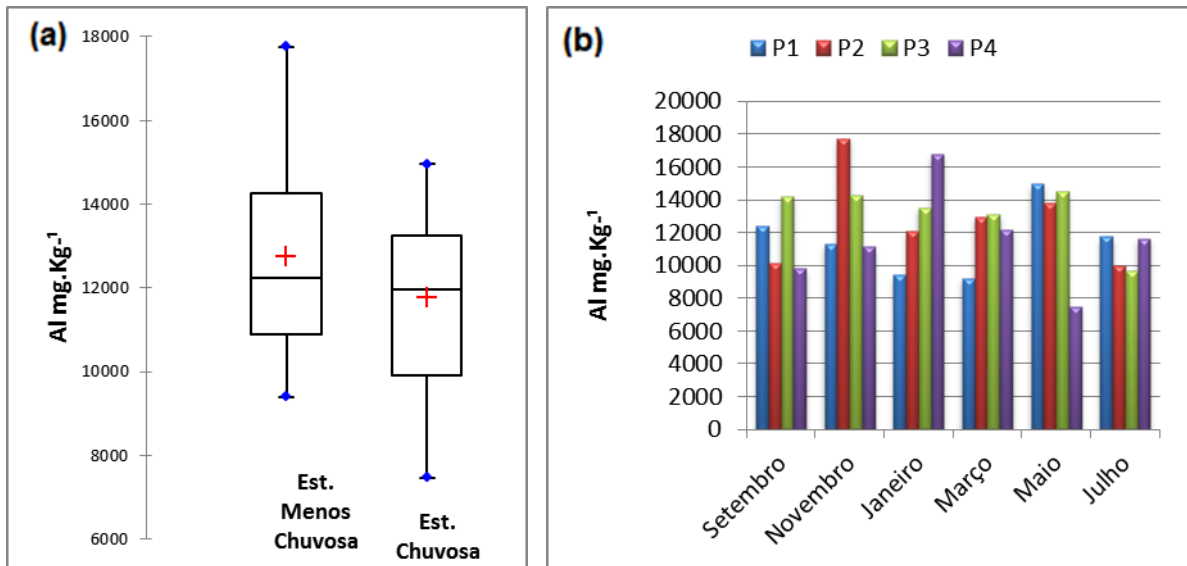 (a)
18000
16000
14000
12000
10000
8000
6000
Al mg.Kg-¹
Est.
Menos
Chuvosa
Est.
Chuvosa
(b)
P1 P2 P3 P4
20000
18000
16000
14000
12000
10000
8000
6000
4000
2000
0
Al mg.Kg-¹
Setembro
Novembro
Janeiro
Março
Maio
Julho